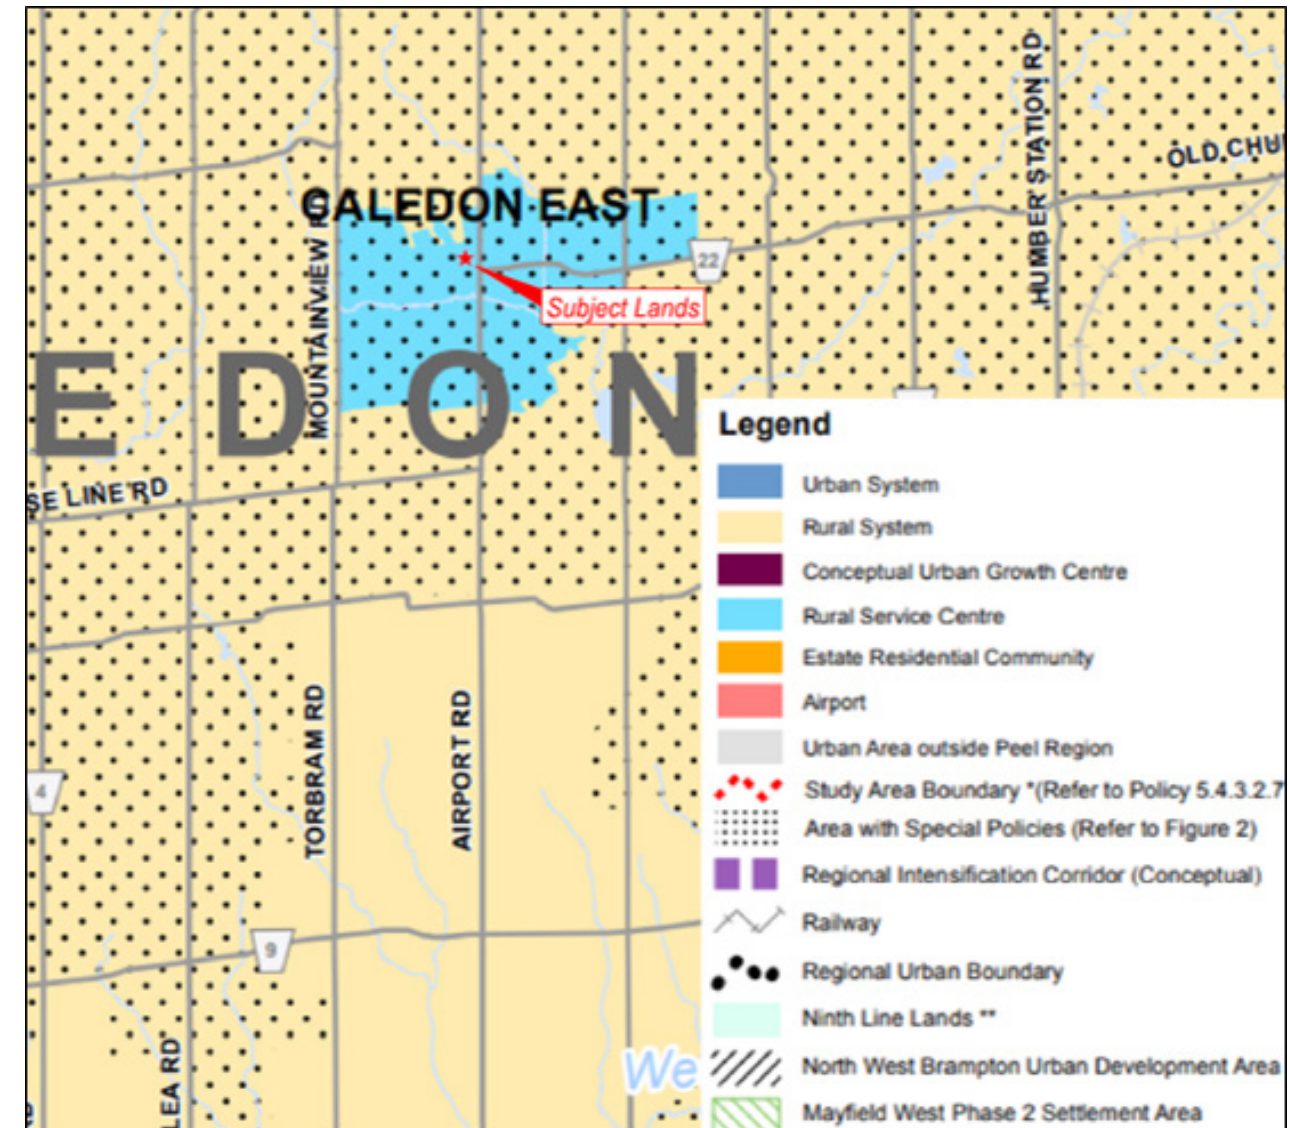 HUMBER STATION RD
OLD CHU
CALEDON EAST
MOUNTAINVIEW R
22
Subject Lands
E D O N
SE LINE RD
Legend
Urban System
Rural System
Conceptual Urban Growth Centre
Rural Service Centre
Estate Residential Community
Airport
Urban Area outside Peel Region
Study Area Boundary *(Refer to Policy 5.4.3.2.7
Area with Special Policies (Refer to Figure 2)
Regional Intensification Corridor (Conceptual)
Railway
Regional Urban Boundary
Ninth Line Lands **
North West Brampton Urban Development Area
Mayfield West Phase 2 Settlement Area
TORBRAM RD
AIRPORT RD
4
9
We
LEA RD